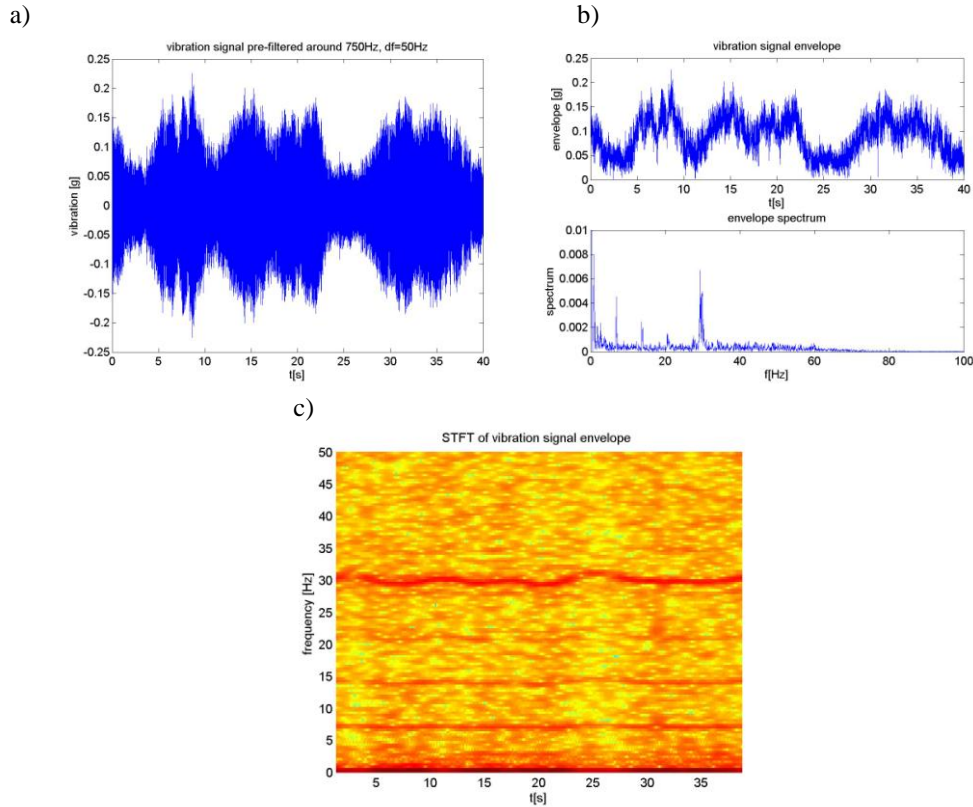 a)
vibration signal pre-filtered around 750Hz, df=50Hz
0.25
0.2
0.15
0.1
0.05
0
-0.05
-0.1
-0.15
-0.2
0.25
vibration [g]
0 5 10 15 20 25 30 35 40
t[s]
b)
vibration signal envelope
0.25
0.2
0.15
0.1
0.05
0
envelope [g]
0 5 10 15 20 25 30 35 40
t[s]
envelope spectrum
0.01
0.008
0.006
0.004
0.002
0
spectrum
0 20 40 60 80 100
f[Hz]
c)
STFT of vibration signal envelope
50
45
40
35
30
25
20
15
10
5
0
frequency [Hz]
5 10 15 20 25 30 35
t[s]